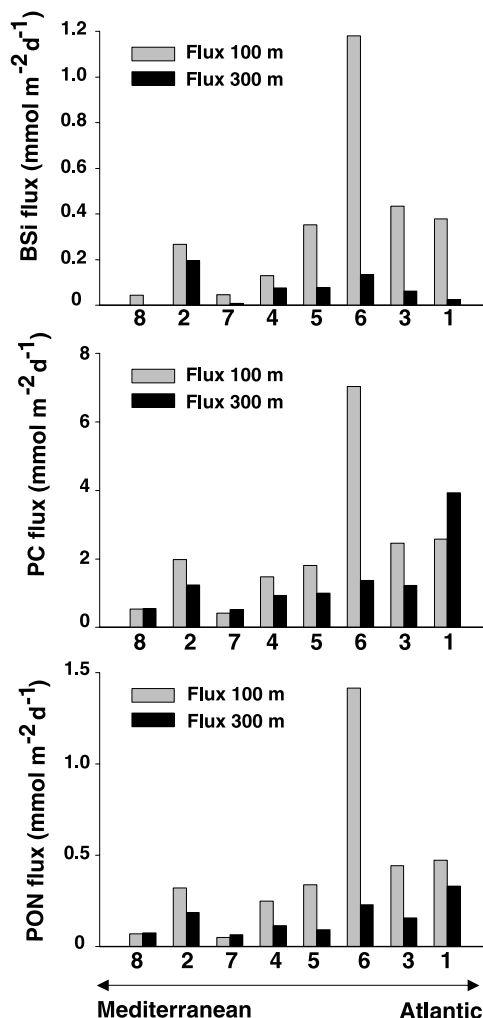 1.2
1.0
0.8
0.6
0.4
0.2
0
BSi flux (mmol m⁻²d⁻¹)
Flux 100 m
Flux 300 m
8 2 7 4 5 6 3 1
8
6
4
2
0
PC flux (mmol m⁻²d⁻¹)
Flux 100 m
Flux 300 m
8 2 7 4 5 6 3 1
1.5
1.0
0.5
0
PON flux (mmol m⁻²d⁻¹)
Flux 100 m
Flux 300 m
8 2 7 4 5 6 3 1
Mediterranean Atlantic